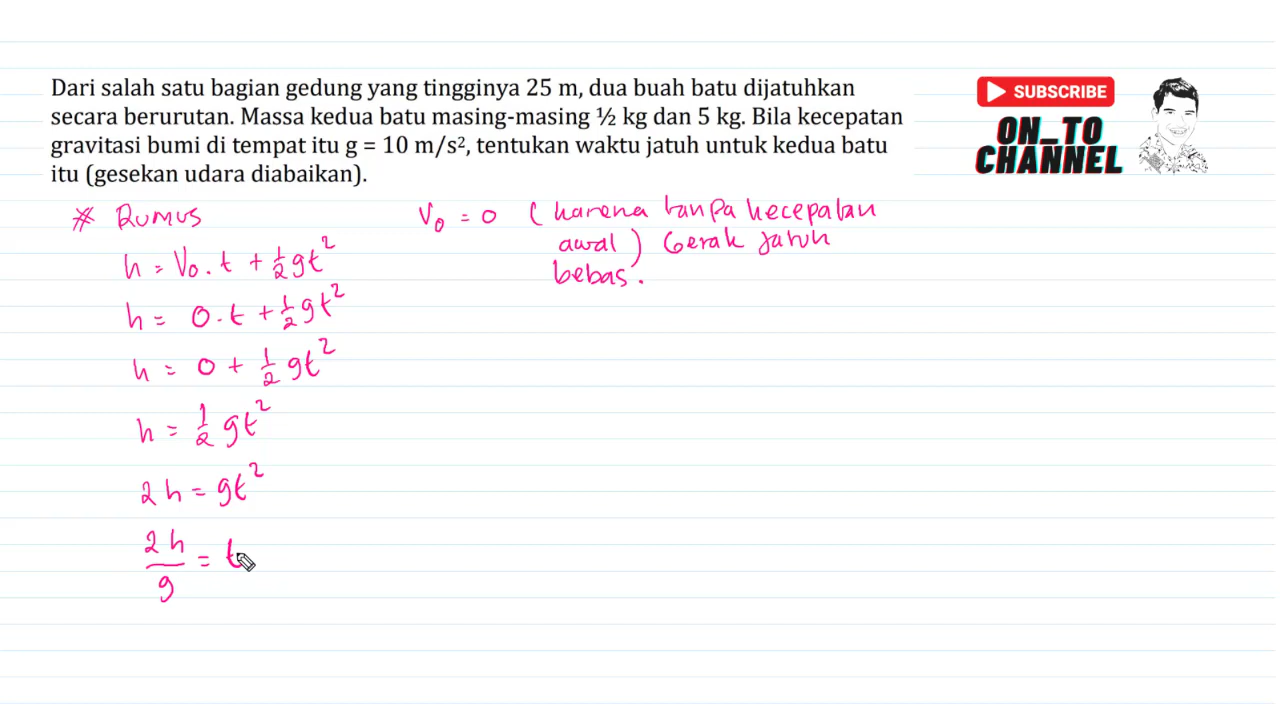 Dari salah satu bagian gedung yang tingginya 25 m, dua buah batu dijatuhkan
secara berurutan. Massa kedua batu masing-masing ½ kg dan 5 kg. Bila kecepatan
gravitasi bumi di tempat itu g = 10 m/s², tentukan waktu jatuh untuk kedua batu
itu (gesekan udara diabaikan).
SUBSCRIBE
ON_TO
CHANNEL
* Rumus
h = V₀ . t + ½ gt²
h = 0 . t + ½ gt²
h = 0 + ½ gt²
h = ½ gt²
2h = gt²
2h/g = t
V₀ = 0 (karena tanpa kecepatan
awal) Gerak jatuh
bebas.